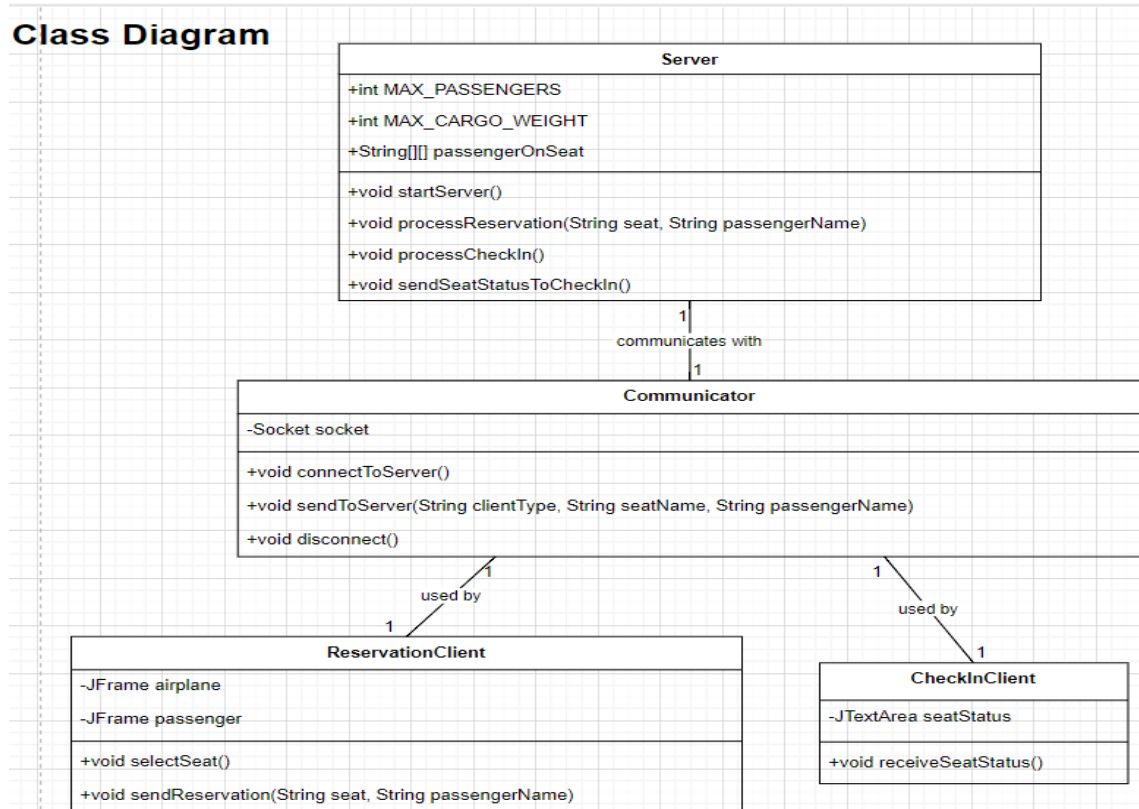 Class Diagram
Server
+int MAX_PASSENGERS
+int MAX_CARGO_WEIGHT
+String[][] passengerOnSeat
+void startServer()
+void processReservation(String seat, String passengerName)
+void processCheckIn()
+void sendSeatStatusToCheckIn()
1
communicates with
1
Communicator
-Socket socket
+void connectToServer()
+void sendToServer(String clientType, String seatName, String passengerName)
+void disconnect()
1
used by
1
1
used by
1
ReservationClient
-JFrame airplane
-JFrame passenger
+void selectSeat()
+void sendReservation(String seat, String passengerName)
CheckInClient
-JTextArea seatStatus
+void receiveSeatStatus()